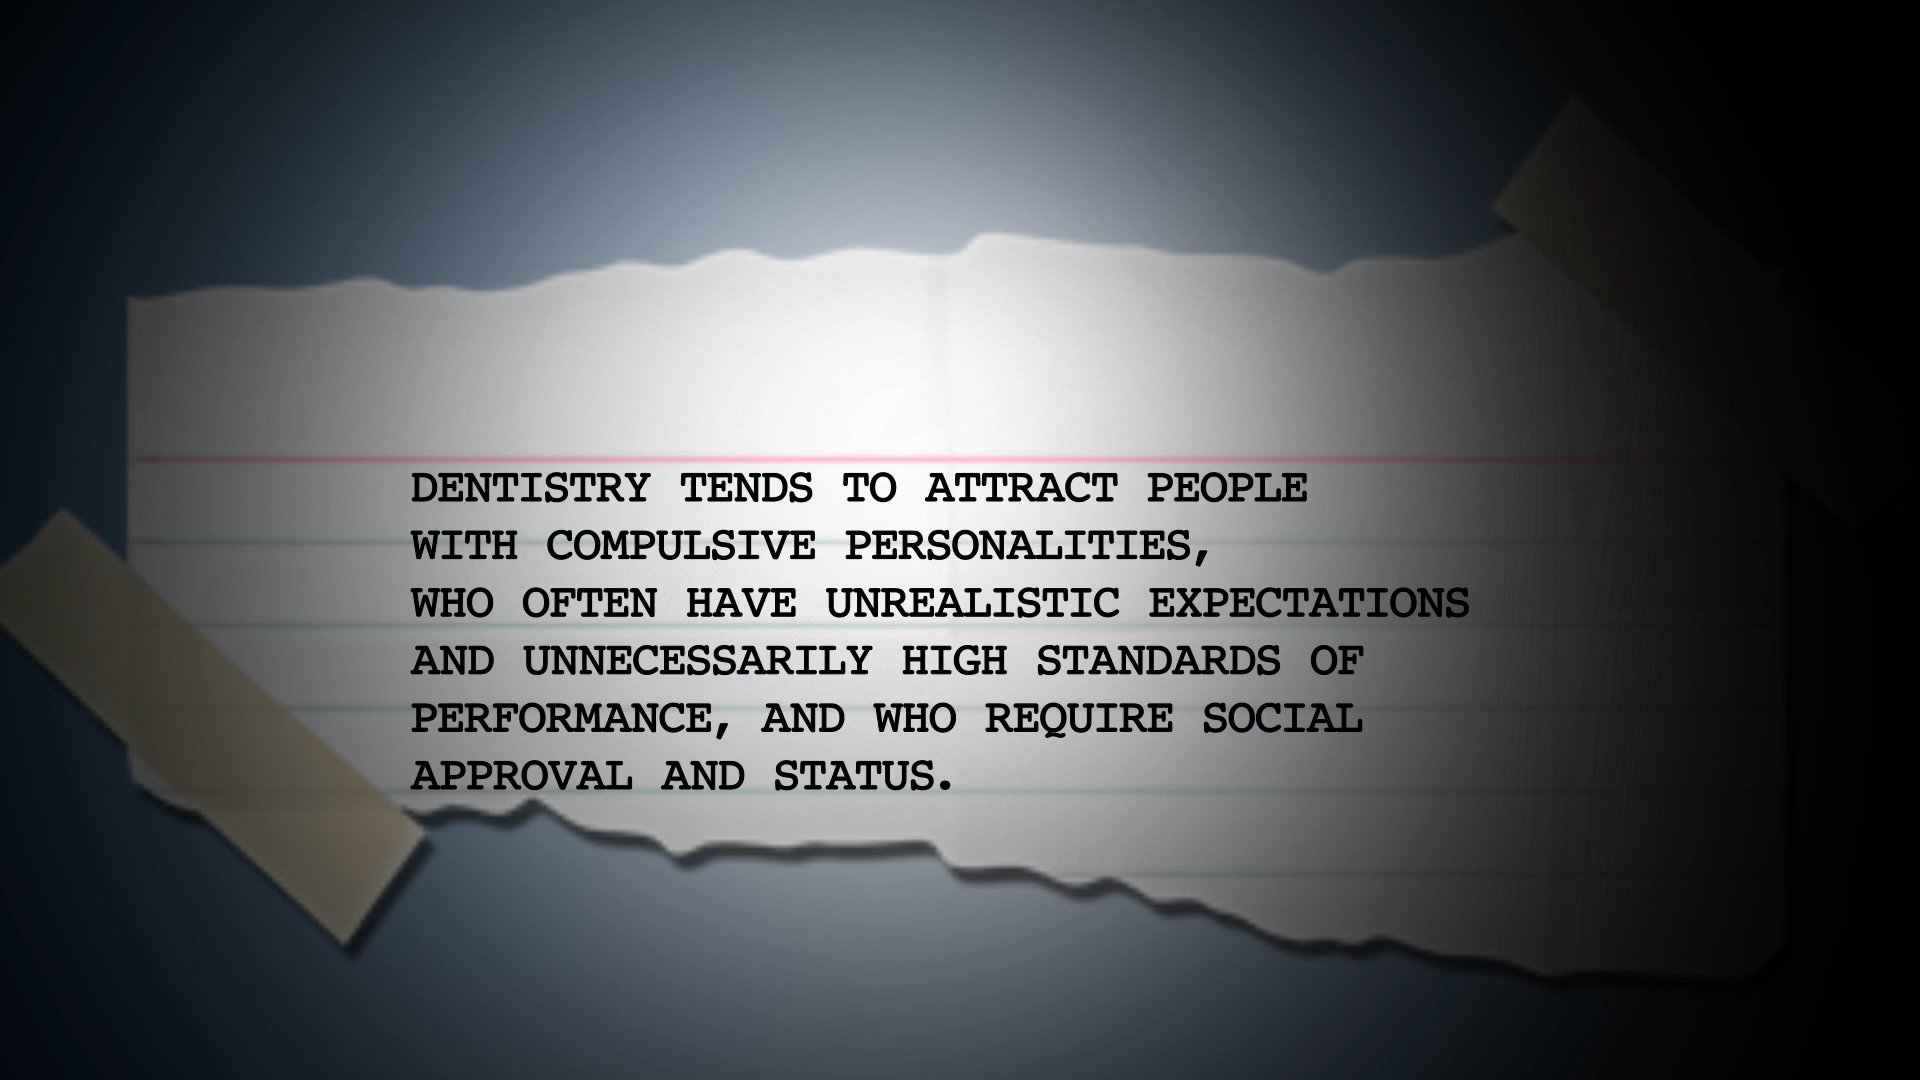 DENTISTRY TENDS TO ATTRACT PEOPLE
WITH COMPULSIVE PERSONALITIES,
WHO OFTEN HAVE UNREALISTIC EXPECTATIONS
AND UNNECESSARILY HIGH STANDARDS OF
PERFORMANCE, AND WHO REQUIRE SOCIAL
APPROVAL AND STATUS.